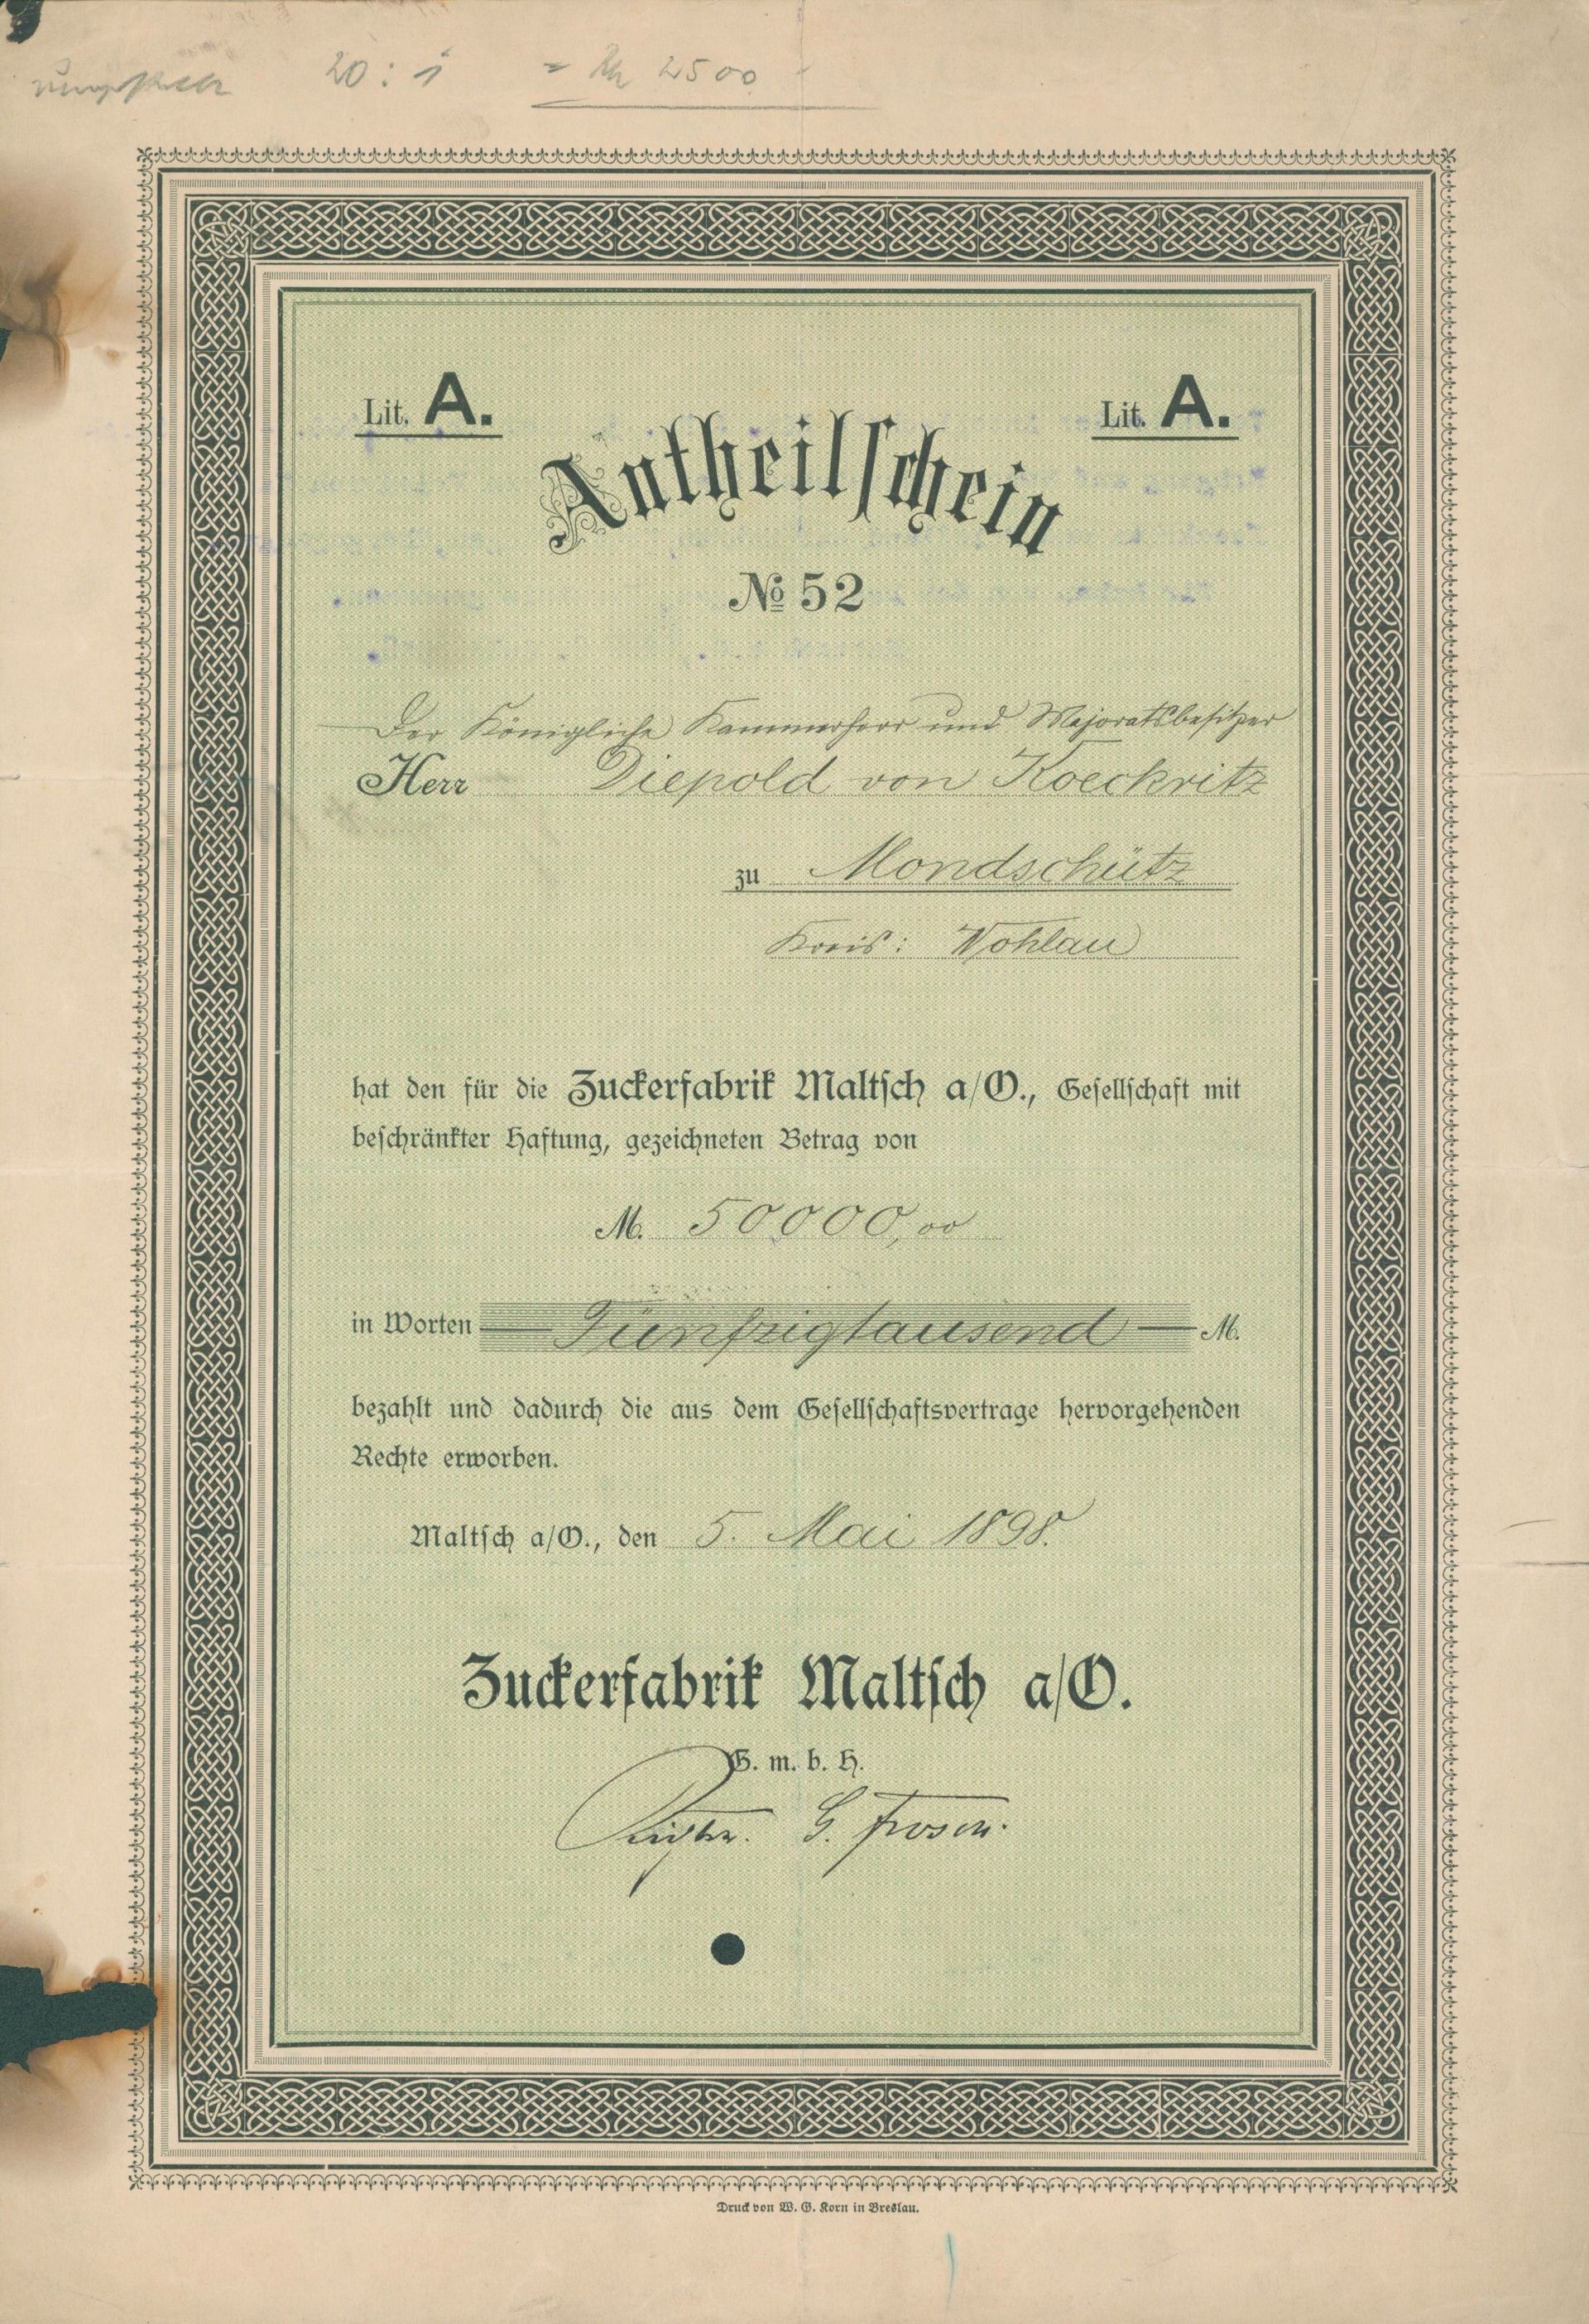 20 : 1 = RM 2500
Lit. A.
Lit. A.
Antheilschein
No 52
Der Königliche Kammerherr und Majoratsbesitzer
Herr Diepold von Koeckritz
zu Mondschütz
Kreis: Wohlau
hat den für die Zuckerfabrik Maltsch a/O., Gesellschaft mit
beschränkter Haftung, gezeichneten Betrag von
M. 50000,00
in Worten — Fünfzigtausend — M.
bezahlt und dadurch die aus dem Gesellschaftsvertrage hervorgehenden
Rechte erworben.
Maltsch a/O., den 5. Mai 1898.
Zuckerfabrik Maltsch a/O.
G. m. b. H.
Druck von W. G. Korn in Breslau.